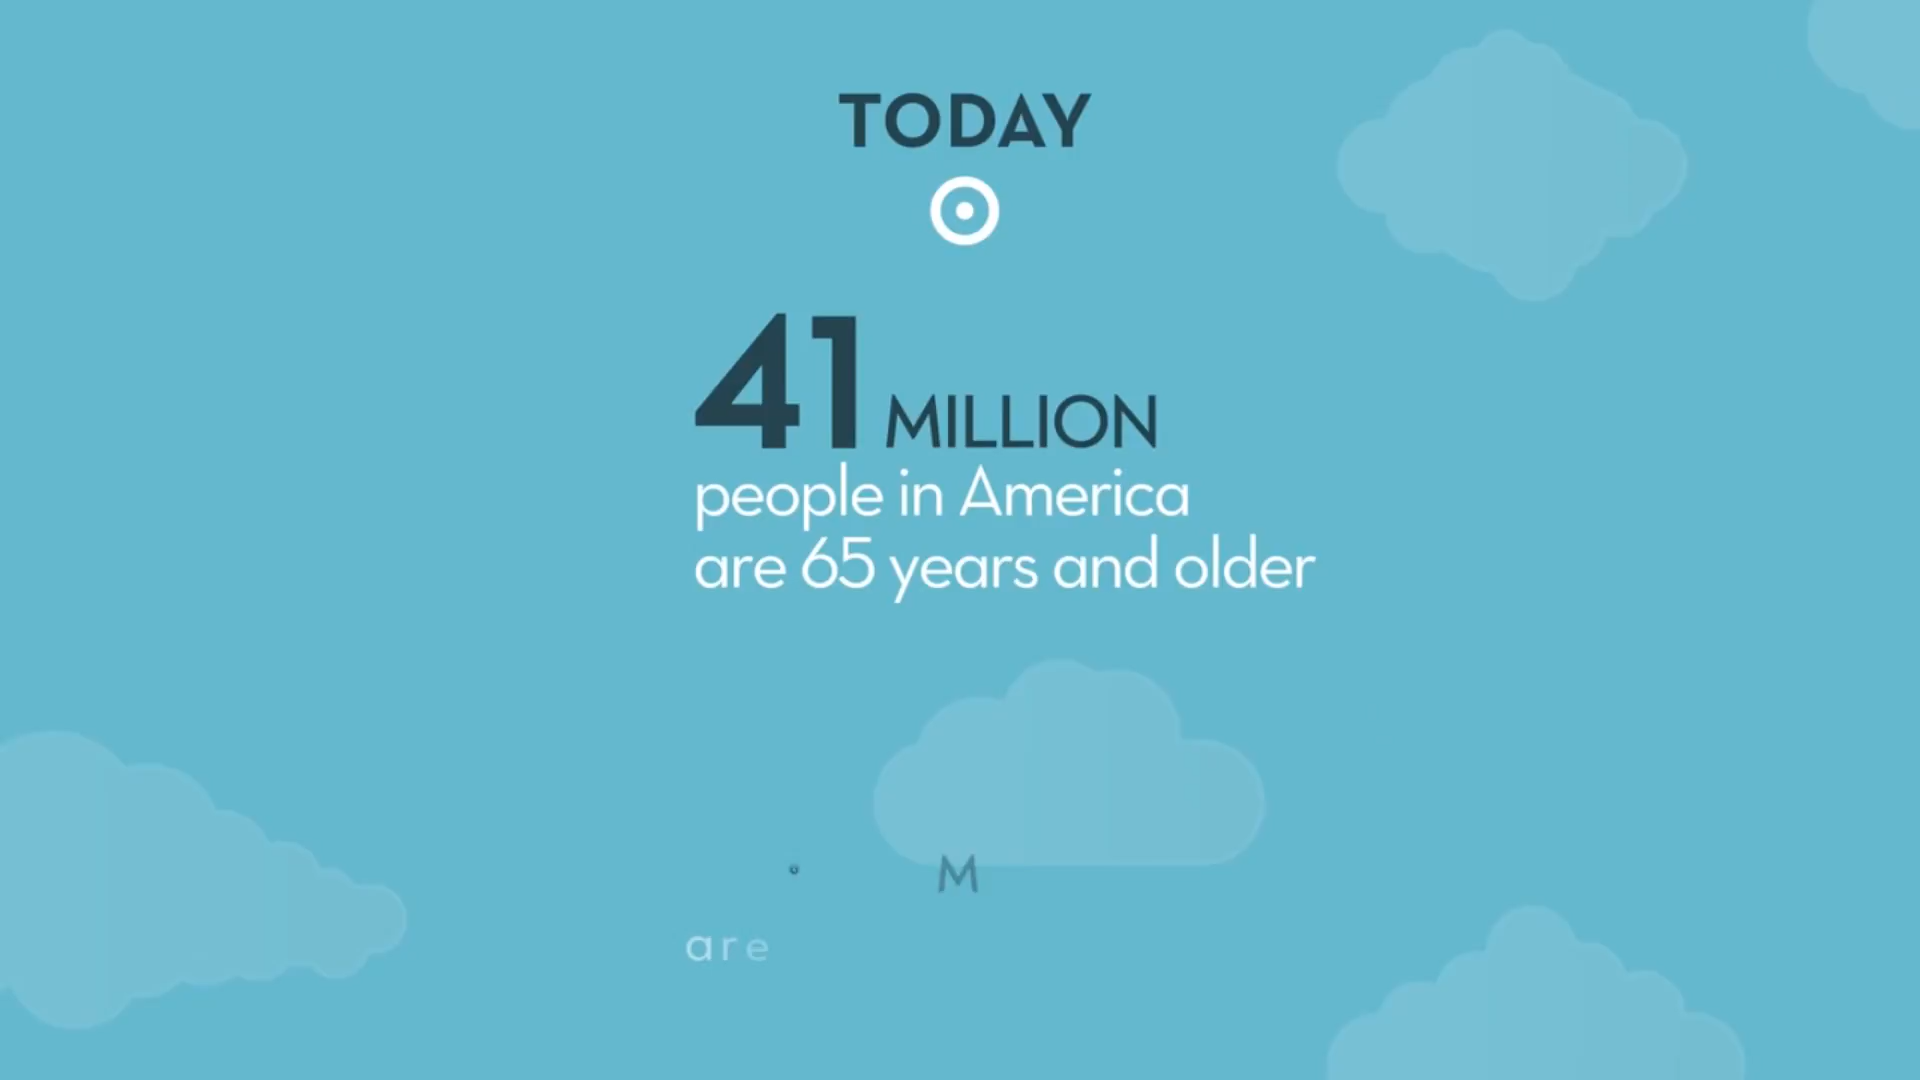 TODAY
41 MILLION
people in America
are 65 years and older
M
are